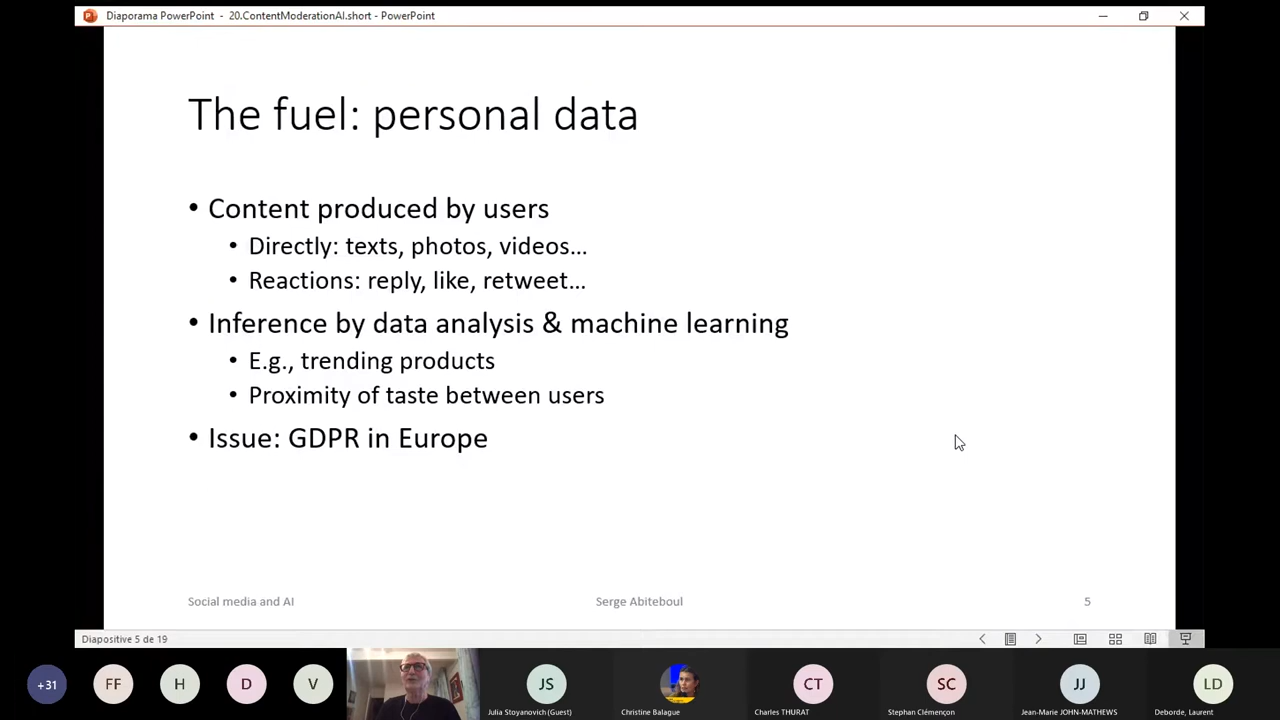 Diaporama PowerPoint - 20.ContentModerationAI.short - PowerPoint
The fuel: personal data
• Content produced by users
• Directly: texts, photos, videos...
• Reactions: reply, like, retweet...
• Inference by data analysis & machine learning
• E.g., trending products
• Proximity of taste between users
• Issue: GDPR in Europe
Social media and AI
Serge Abiteboul
5
Diapositive 5 de 19
+31
FF
H
D
V
JS
CT
SC
JJ
LD
Julia Stoyanovich (Guest)
Christine Balague
Charles THURAT
Stephan Clémençon
Jean-Marie JOHN-MATHEWS
Deborde, Laurent